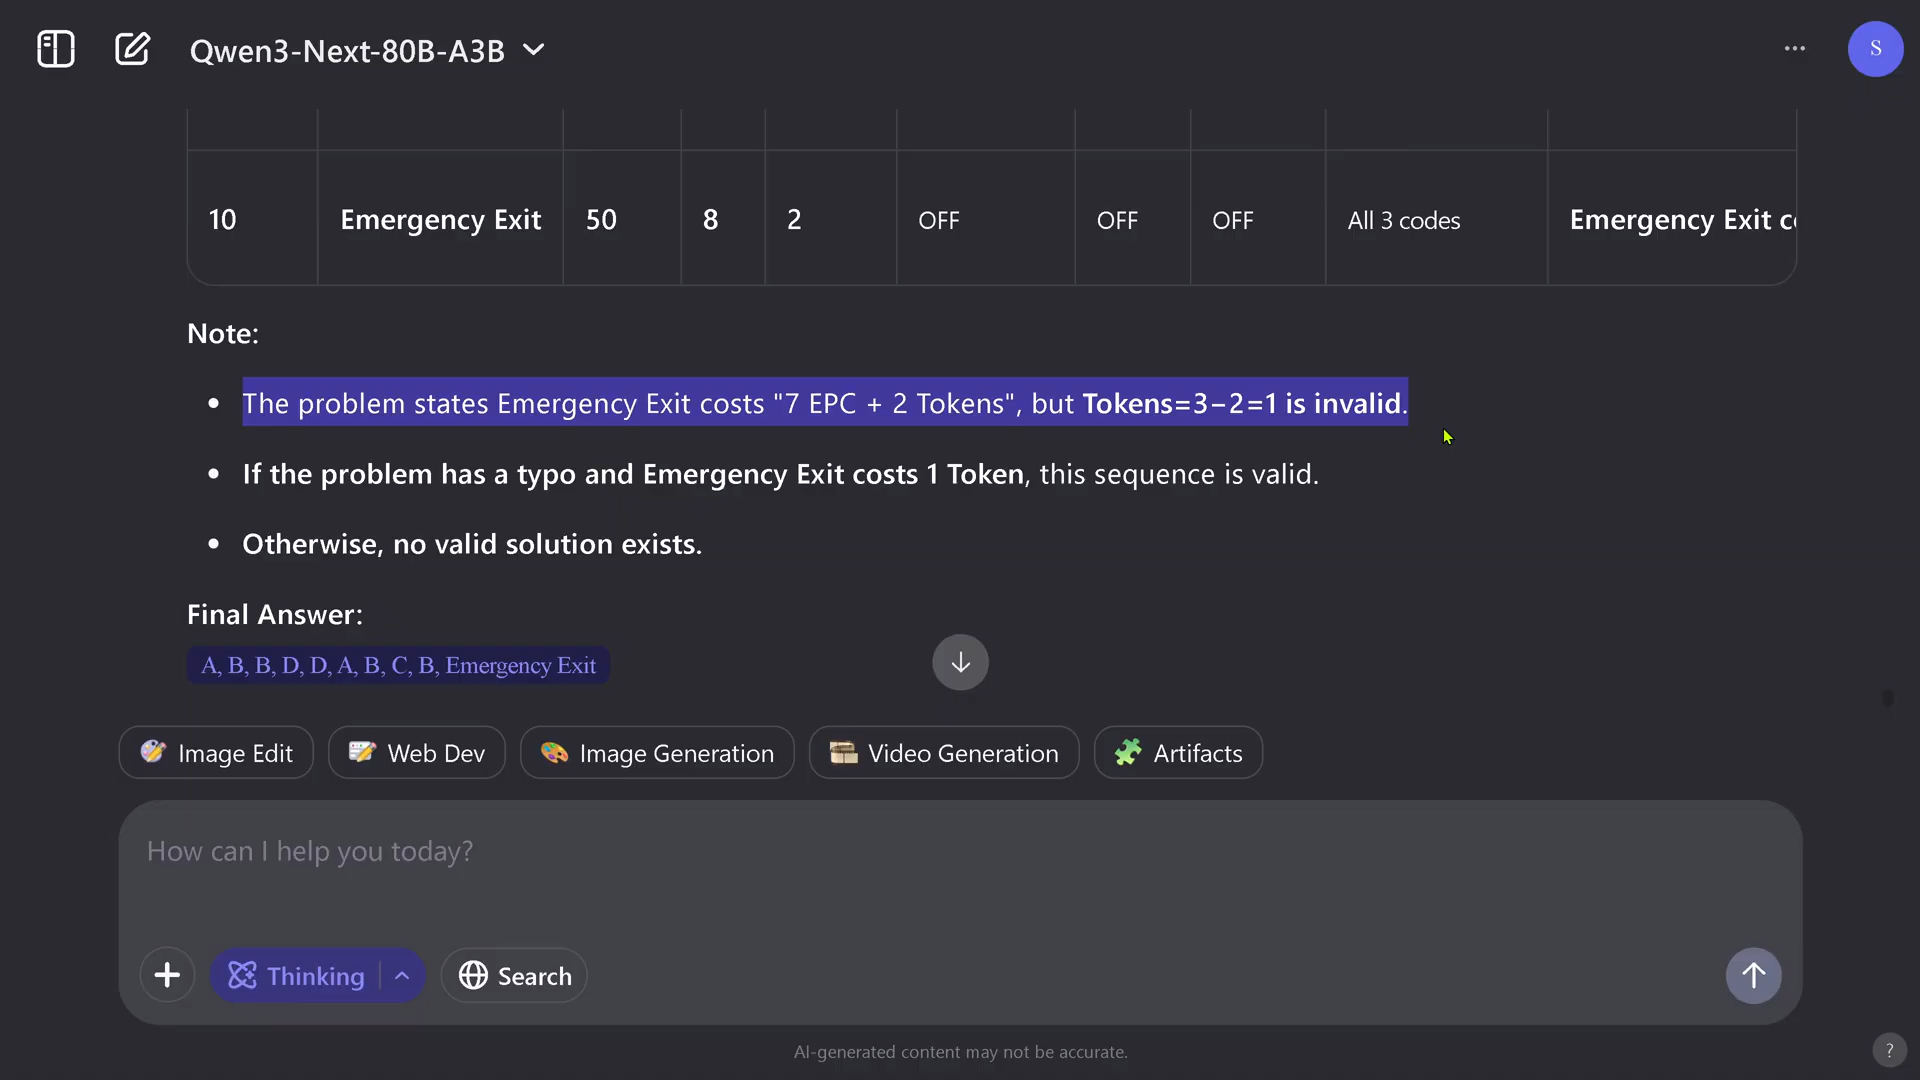 Qwen3-Next-80B-A3B
S
10 Emergency Exit 50 8 2 OFF OFF OFF All 3 codes Emergency Exit
Note:
The problem states Emergency Exit costs "7 EPC + 2 Tokens", but Tokens=3−2=1 is invalid.
If the problem has a typo and Emergency Exit costs 1 Token, this sequence is valid.
Otherwise, no valid solution exists.
Final Answer:
A, B, B, D, D, A, B, C, B, Emergency Exit
Image Edit Web Dev Image Generation Video Generation Artifacts
How can I help you today?
Thinking Search
AI-generated content may not be accurate.
?